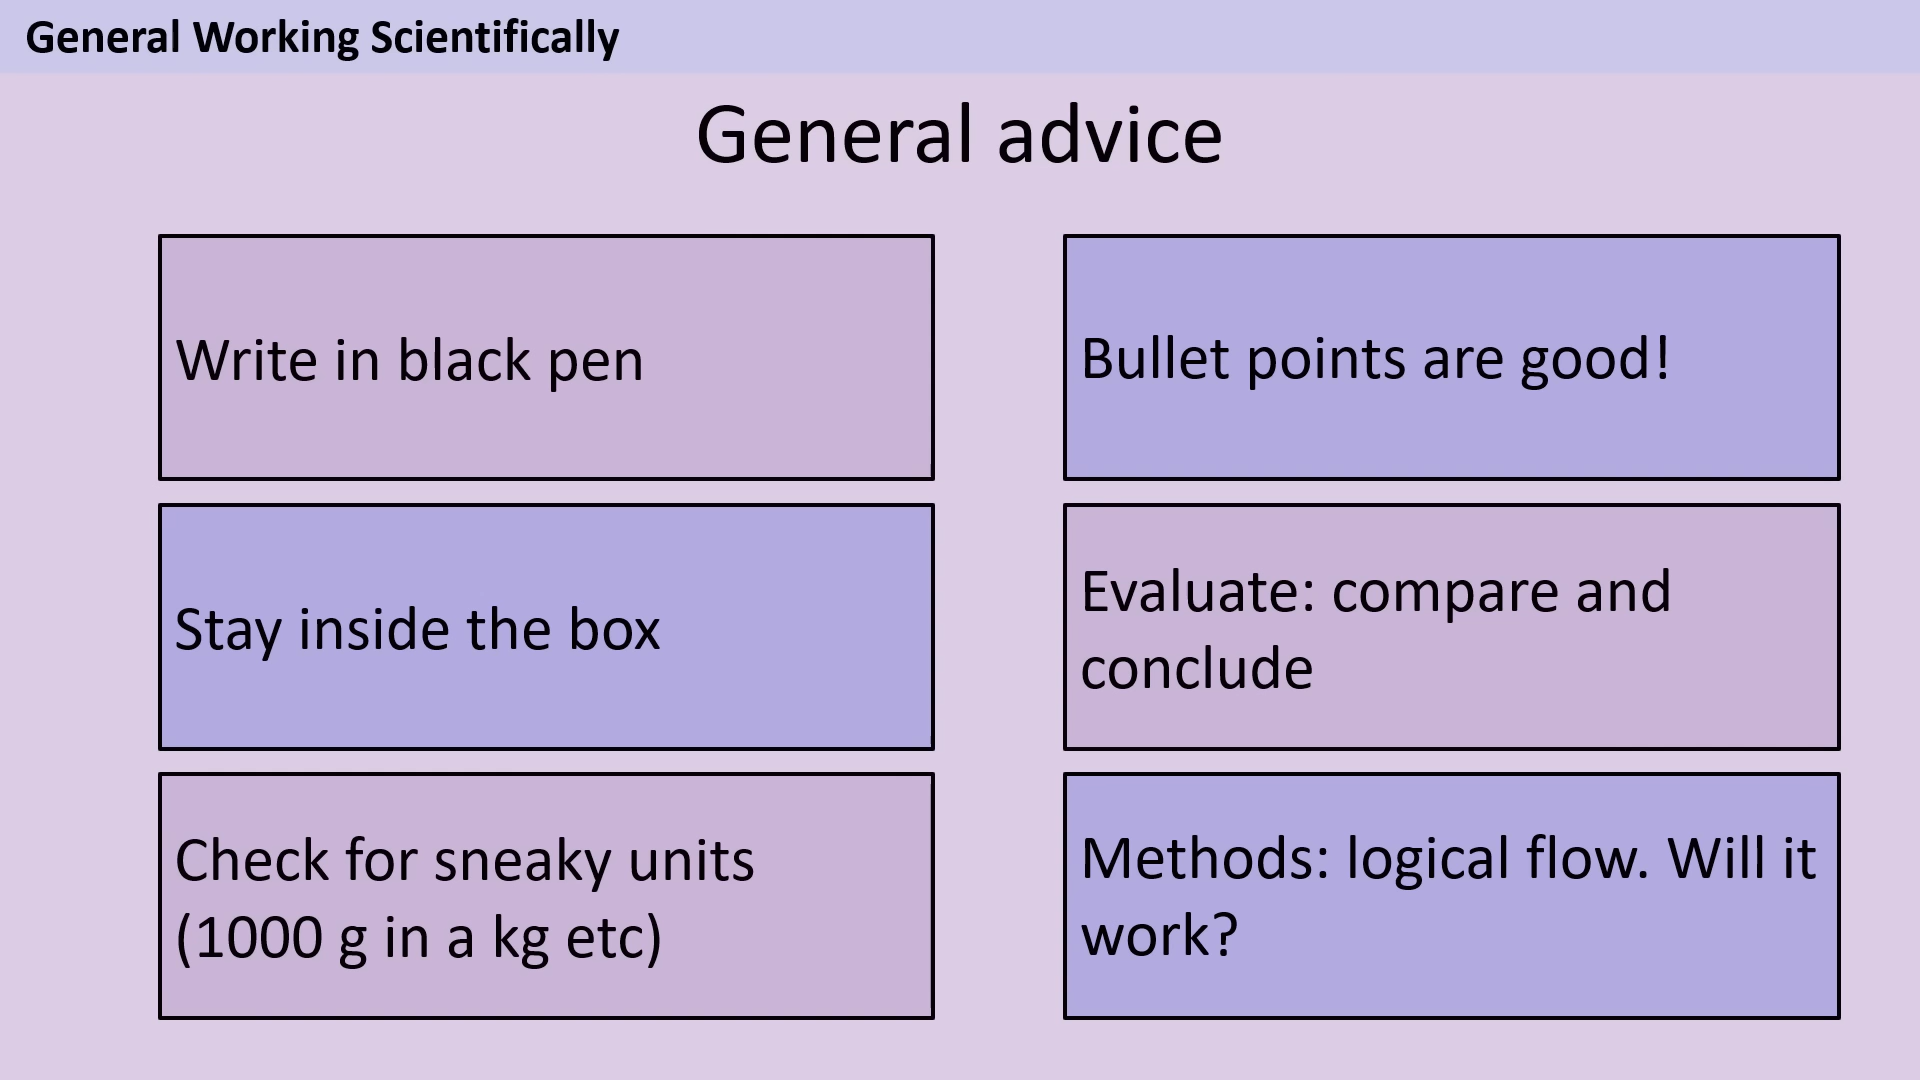 General Working Scientifically
General advice
Write in black pen
Stay inside the box
Check for sneaky units
(1000 g in a kg etc)
Bullet points are good!
Evaluate: compare and
conclude
Methods: logical flow. Will it
work?